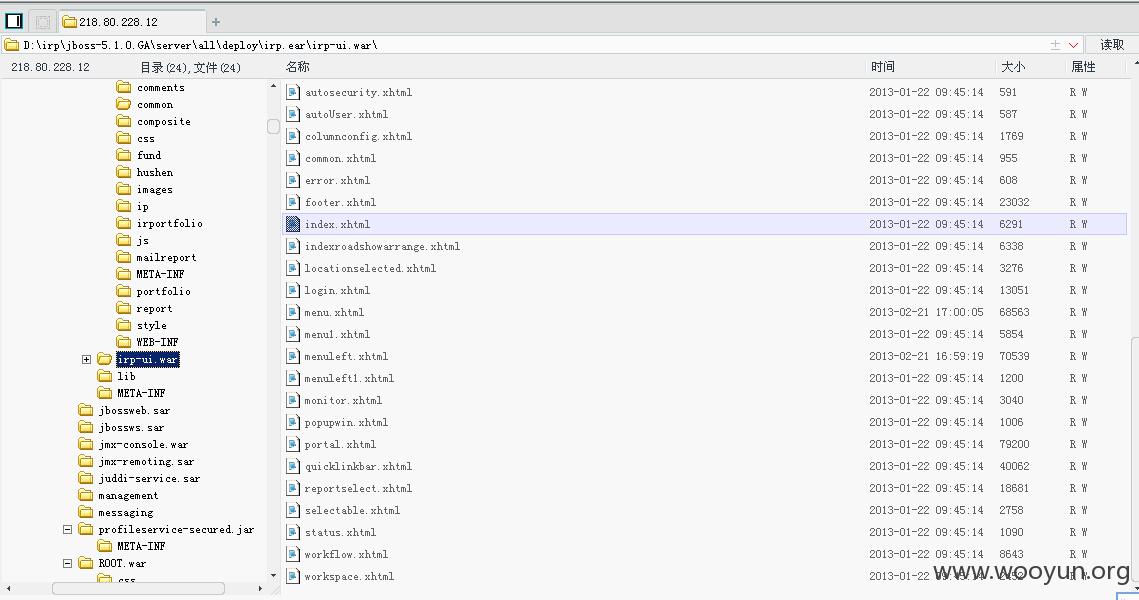 218.80.228.12
D:\irp\jboss-5.1.0.GA\server\all\deploy\irp.ear\irp-ui.war\ 读取
218.80.228.12 目录(24),文件(24) 名称 时间 大小 属性
comments
common
composite
css
fund
hushen
images
ip
irportfolio
js
mailreport
META-INF
portfolio
report
style
WEB-INF
irp-ui.war
lib
META-INF
jbossweb.sar
jbossws.sar
jmx-console.war
jmx-remoting.sar
juddi-service.sar
management
messaging
profileservice-secured.jar
META-INF
ROOT.war
css
autosecurity.xhtml 2013-01-22 09:45:14 591 R W
autoUser.xhtml 2013-01-22 09:45:14 587 R W
columnconfig.xhtml 2013-01-22 09:45:14 1769 R W
common.xhtml 2013-01-22 09:45:14 955 R W
error.xhtml 2013-01-22 09:45:14 608 R W
footer.xhtml 2013-01-22 09:45:14 23032 R W
index.xhtml 2013-01-22 09:45:14 6291 R W
indexroadshowarrange.xhtml 2013-01-22 09:45:14 6338 R W
locationselected.xhtml 2013-01-22 09:45:14 3276 R W
login.xhtml 2013-01-22 09:45:14 13051 R W
menu.xhtml 2013-02-21 17:00:05 68563 R W
menu1.xhtml 2013-01-22 09:45:14 5854 R W
menuleft.xhtml 2013-02-21 16:59:19 70539 R W
menuleft1.xhtml 2013-01-22 09:45:14 1200 R W
monitor.xhtml 2013-01-22 09:45:14 3040 R W
popupwin.xhtml 2013-01-22 09:45:14 1006 R W
portal.xhtml 2013-01-22 09:45:14 79200 R W
quicklinkbar.xhtml 2013-01-22 09:45:14 40062 R W
reportselect.xhtml 2013-01-22 09:45:14 18681 R W
selectable.xhtml 2013-01-22 09:45:14 2758 R W
status.xhtml 2013-01-22 09:45:14 1090 R W
workflow.xhtml 2013-01-22 09:45:14 8643 R W
workspace.xhtml 2013-01-22 09:45:14 R W
www.wooyun.org